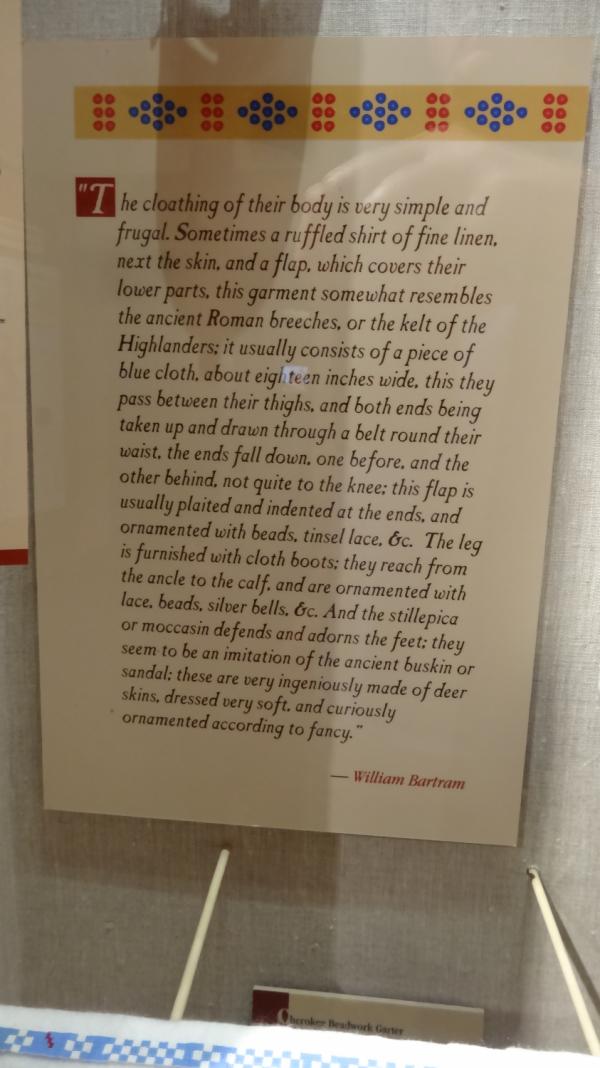 "The cloathing of their body is very simple and
frugal. Sometimes a ruffled shirt of fine linen,
next the skin, and a flap, which covers their
lower parts, this garment somewhat resembles
the ancient Roman breeches, or the kelt of the
Highlanders; it usually consists of a piece of
blue cloth, about eighteen inches wide, this they
pass between their thighs, and both ends being
taken up and drawn through a belt round their
waist, the ends fall down, one before, and the
other behind, not quite to the knee; this flap is
usually plaited and indented at the ends, and
ornamented with beads, tinsel lace, &c. The leg
is furnished with cloth boots; they reach from
the ancle to the calf, and are ornamented with
lace, beads, silver bells, &c. And the stillepica
or moccasin defends and adorns the feet; they
seem to be an imitation of the ancient buskin or
sandal; these are very ingeniously made of deer
skins, dressed very soft, and curiously
ornamented according to fancy."
— William Bartram
Cherokee Beadwork Garter